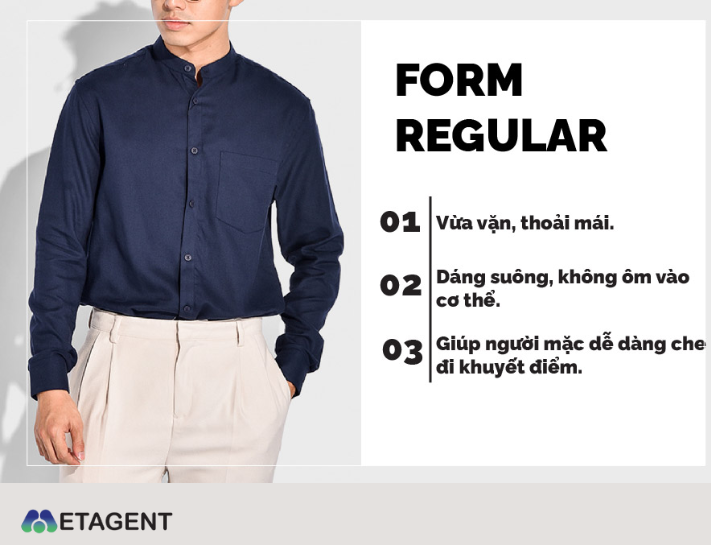 FORM
REGULAR
01 Vừa vặn, thoải mái.
02 Dáng suông, không ôm vào
cơ thể.
03 Giúp người mặc dễ dàng che
đi khuyết điểm.
METAGENT